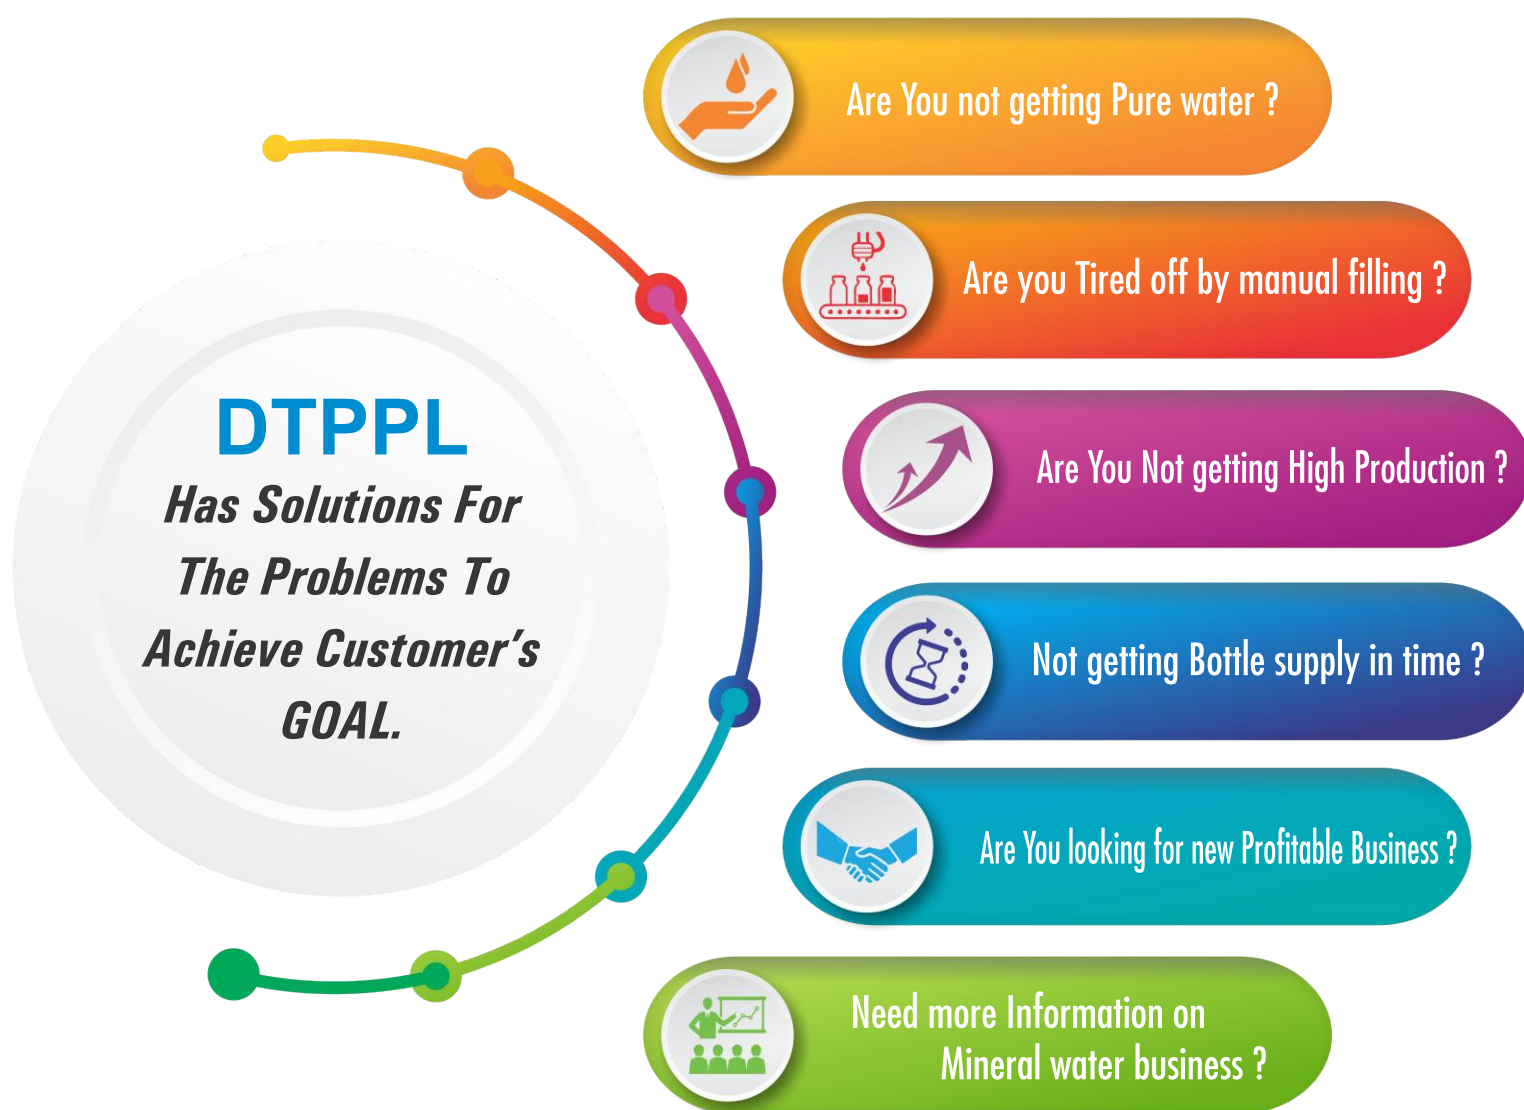 DTPPL
Has Solutions For
The Problems To
Achieve Customer's
GOAL.
Are You not getting Pure water ?
Are you Tired off by manual filling ?
Are You Not getting High Production ?
Not getting Bottle supply in time ?
Are You looking for new Profitable Business ?
Need more Information on
Mineral water business ?